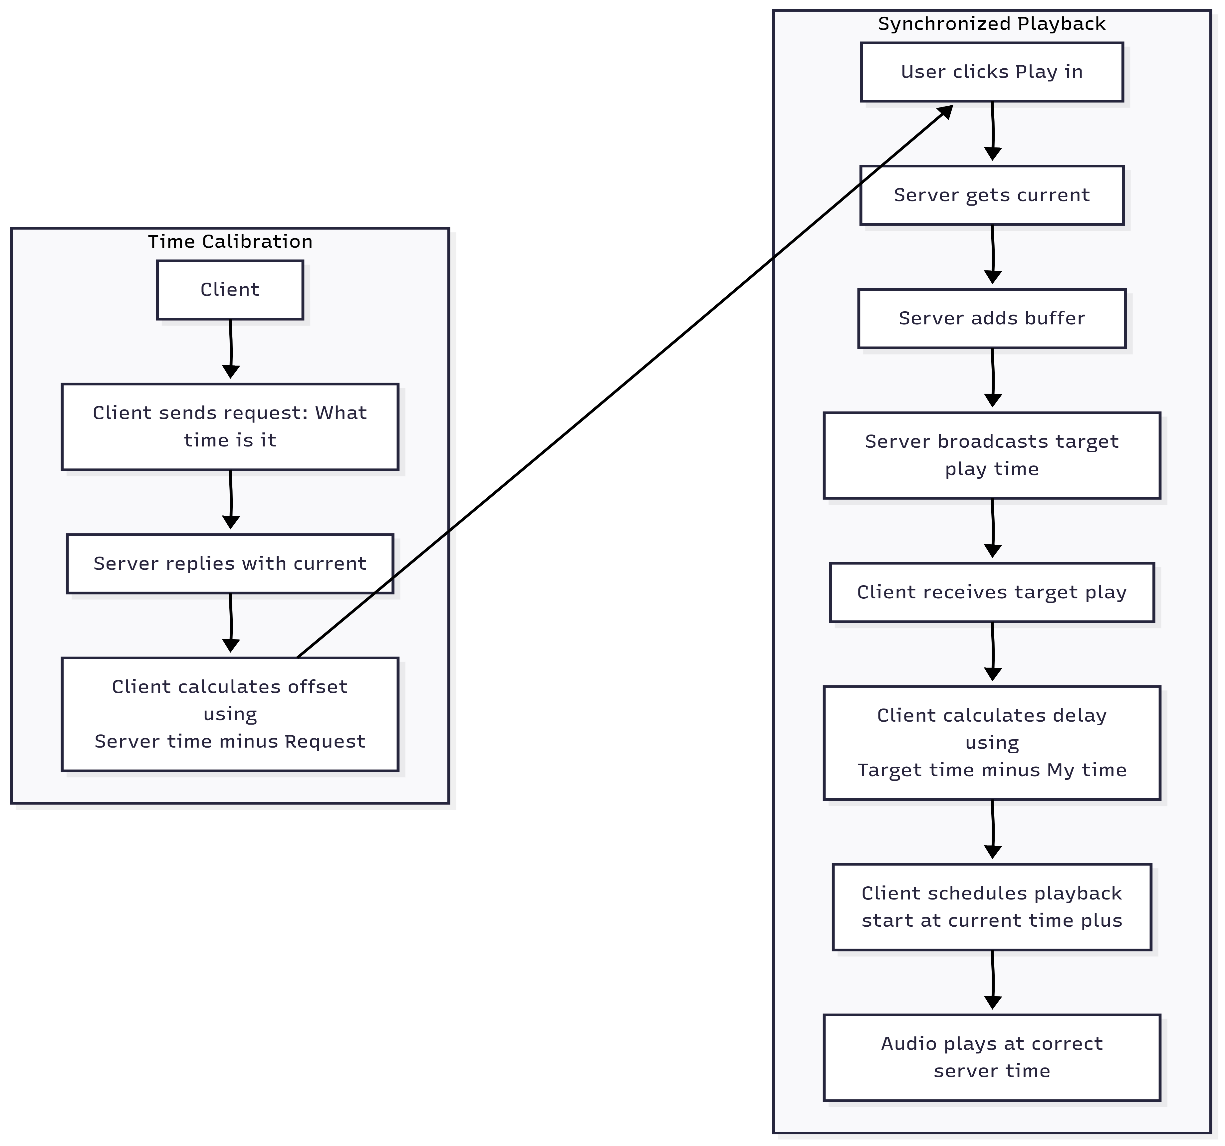 Time Calibration
Client
Client sends request: What
time is it
Server replies with current
Client calculates offset
using
Server time minus Request
Synchronized Playback
User clicks Play in
Server gets current
Server adds buffer
Server broadcasts target
play time
Client receives target play
Client calculates delay
using
Target time minus My time
Client schedules playback
start at current time plus
Audio plays at correct
server time